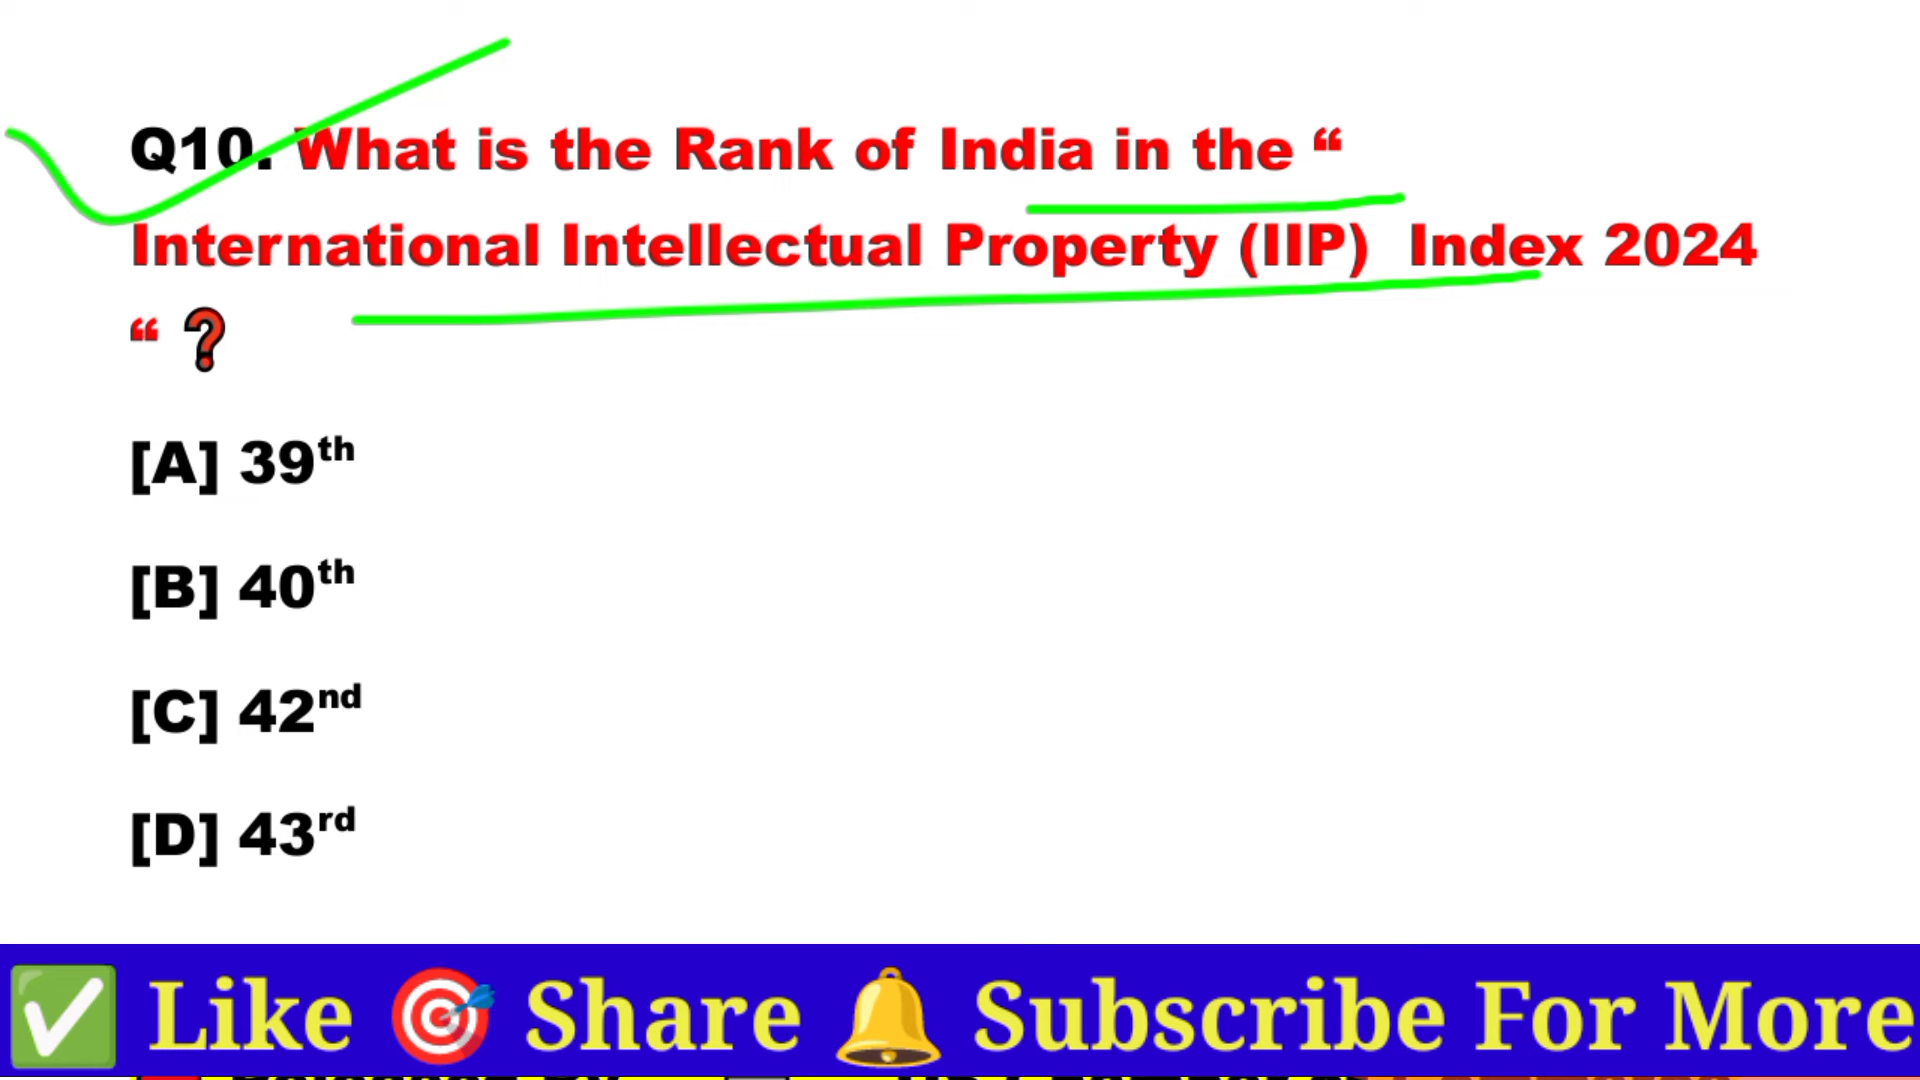 Q10. What is the Rank of India in the “
International Intellectual Property (IIP) Index 2024
“ ❓
[A] 39th
[B] 40th
[C] 42nd
[D] 43rd
✅ Like 🎯 Share 🔔 Subscribe For More